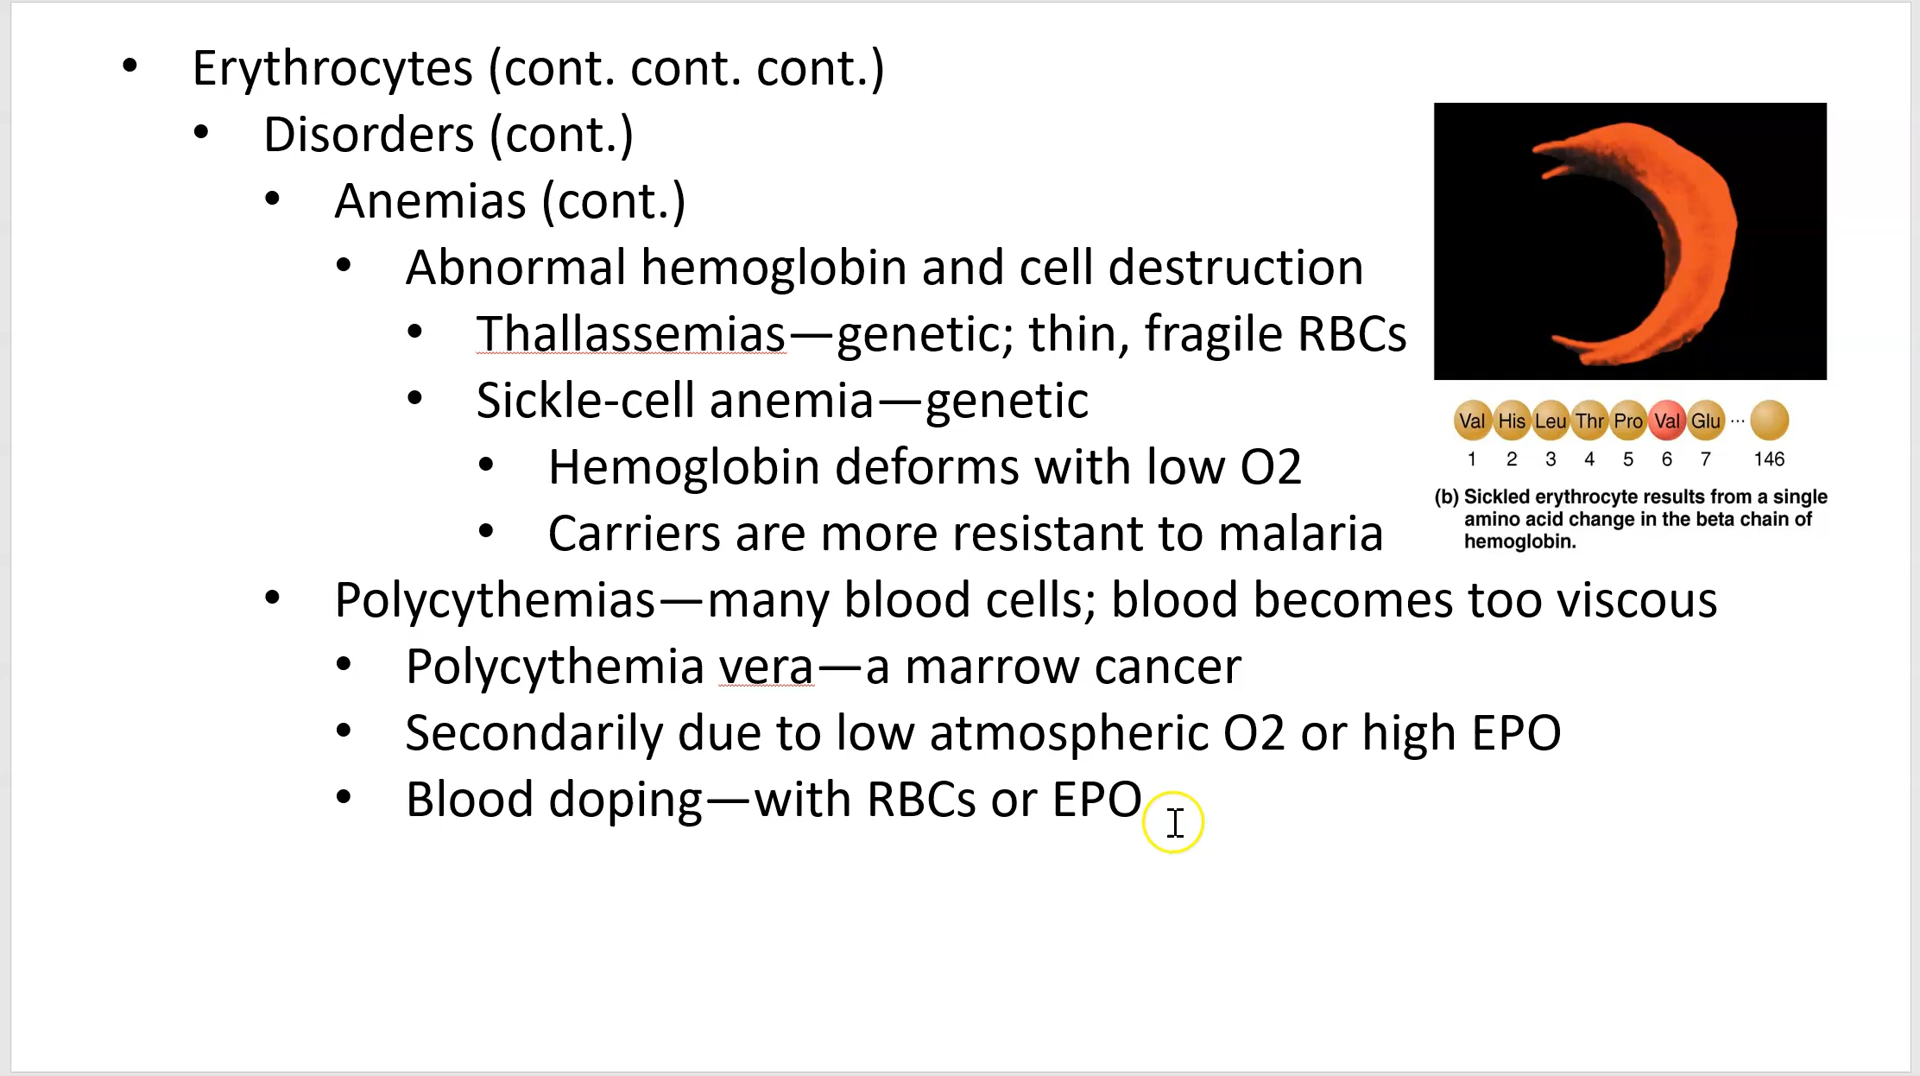 • Erythrocytes (cont. cont. cont.)
• Disorders (cont.)
• Anemias (cont.)
• Abnormal hemoglobin and cell destruction
• Thallassemias—genetic; thin, fragile RBCs
• Sickle-cell anemia—genetic
• Hemoglobin deforms with low O2
• Carriers are more resistant to malaria
• Polycythemias—many blood cells; blood becomes too viscous
• Polycythemia vera—a marrow cancer
• Secondarily due to low atmospheric O2 or high EPO
• Blood doping—with RBCs or EPO
Val His Leu Thr Pro Val Glu ...
1 2 3 4 5 6 7 146
(b) Sickled erythrocyte results from a single
amino acid change in the beta chain of
hemoglobin.